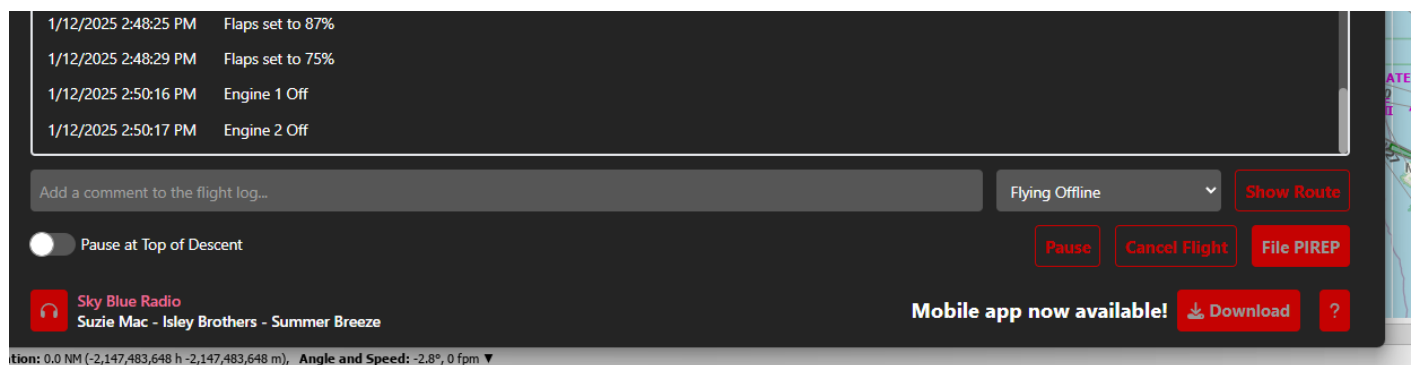 1/12/2025 2:48:25 PM Flaps set to 87%
1/12/2025 2:48:29 PM Flaps set to 75%
1/12/2025 2:50:16 PM Engine 1 Off
1/12/2025 2:50:17 PM Engine 2 Off
Add a comment to the flight log...
Flying Offline
Show Route
Pause at Top of Descent
Pause
Cancel Flight
File PIREP
Sky Blue Radio
Suzie Mac - Isley Brothers - Summer Breeze
Mobile app now available!
Download
?
0.0 NM (-2,147,483,648 h -2,147,483,648 m), Angle and Speed: -2.8°, 0 fpm ▼